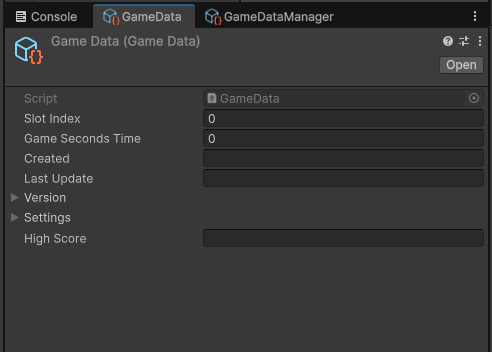 Console GameData GameDataManager
Game Data (Game Data)
Open
Script GameData
Slot Index 0
Game Seconds Time 0
Created
Last Update
Version
Settings
High Score